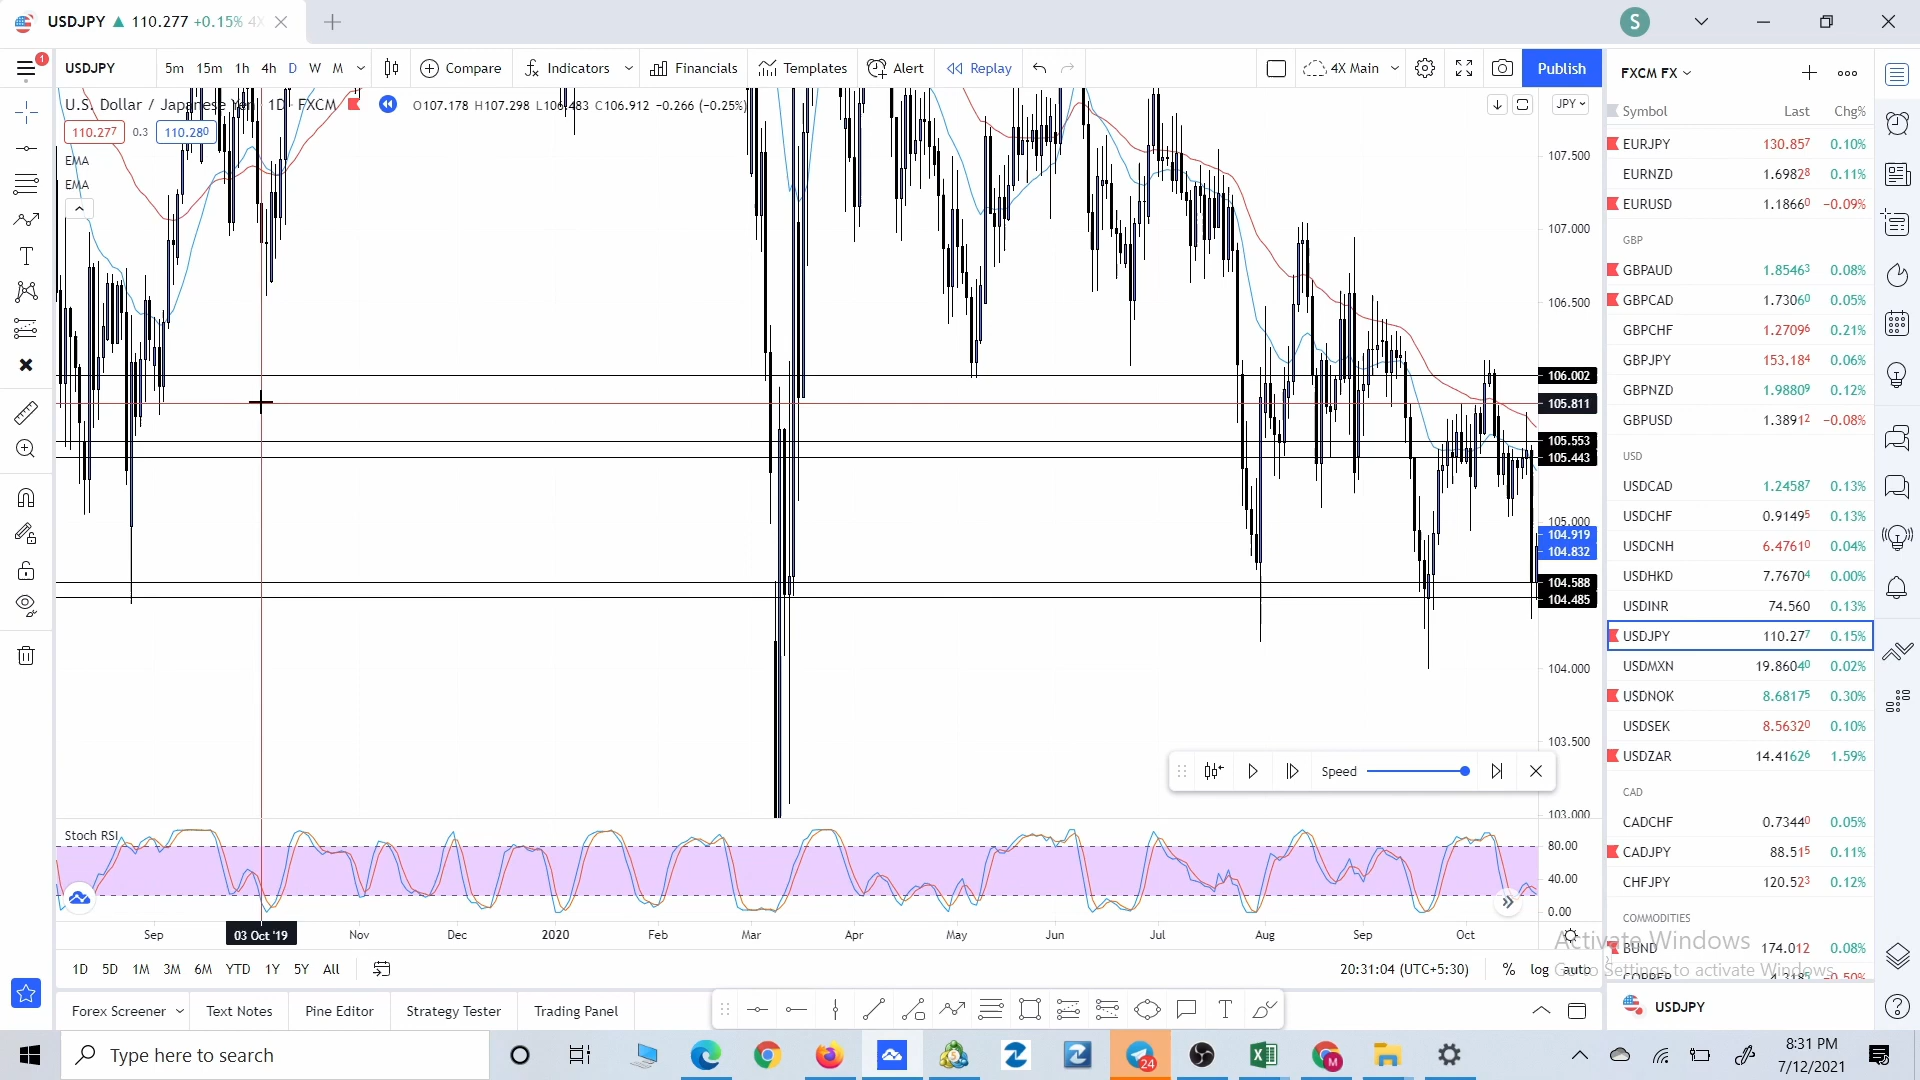 USDJPY ▲ 110.277 +0.15% 4X
S
1
USDJPY 5m 15m 1h 4h D W M Compare Indicators Financials Templates Alert Replay 4X Main Publish
U.S. Dollar / Japanese Yen 1D FXCM O107.178 H107.298 L106.483 C106.912 −0.266 (−0.25%)
JPY
110.277 0.3 110.280
EMA
EMA
107.500
107.000
106.500
106.002
105.811
105.553
105.443
105.000
104.919
104.832
104.588
104.485
104.000
103.500
103.000
Speed
Stoch RSI
80.00
40.00
0.00
Sep 03 Oct '19 Nov Dec 2020 Feb Mar Apr May Jun Jul Aug Sep Oct
1D 5D 1M 3M 6M YTD 1Y 5Y All 20:31:04 (UTC+5:30) % log auto
Forex Screener Text Notes Pine Editor Strategy Tester Trading Panel
FXCM FX
Symbol Last Chg%
EURJPY 130.857 0.10%
EURNZD 1.69828 0.11%
EURUSD 1.18660 −0.09%
GBP
GBPAUD 1.85463 0.08%
GBPCAD 1.73060 0.05%
GBPCHF 1.27096 0.21%
GBPJPY 153.184 0.06%
GBPNZD 1.98809 0.12%
GBPUSD 1.38912 −0.08%
USD
USDCAD 1.24587 0.13%
USDCHF 0.91495 0.13%
USDCNH 6.47610 0.04%
USDHKD 7.76704 0.00%
USDINR 74.560 0.13%
USDJPY 110.277 0.15%
USDMXN 19.86040 0.02%
USDNOK 8.68175 0.30%
USDSEK 8.56320 0.10%
USDZAR 14.41626 1.59%
CAD
CADCHF 0.73440 0.05%
CADJPY 88.515 0.11%
CHFJPY 120.523 0.12%
COMMODITIES
BUND 174.012 0.08%
COPPER 4.3185 −0.50%
Activate Windows
Go to Settings to activate Windows.
USDJPY
Type here to search
24
M
8:31 PM
7/12/2021